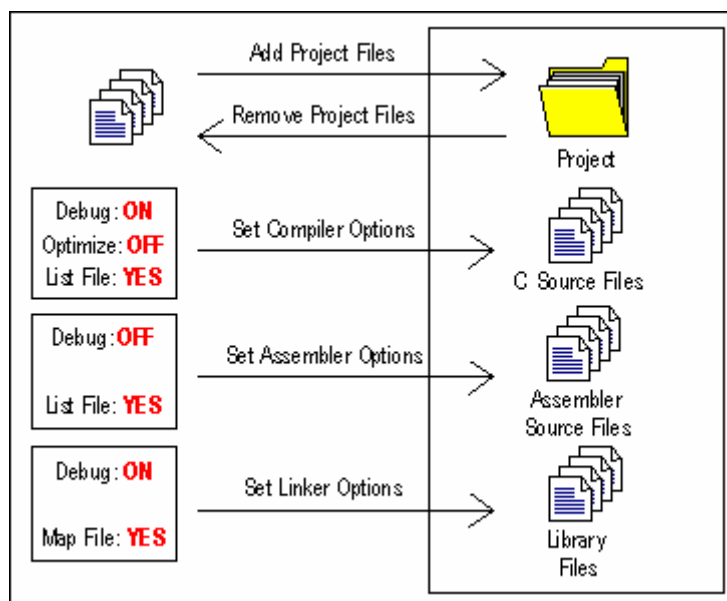 Add Project Files
Remove Project Files
Project
Debug: ON
Optimize: OFF
List File: YES
Set Compiler Options
C Source Files
Debug: OFF
List File: YES
Set Assembler Options
Assembler
Source Files
Debug: ON
Map File: YES
Set Linker Options
Library
Files